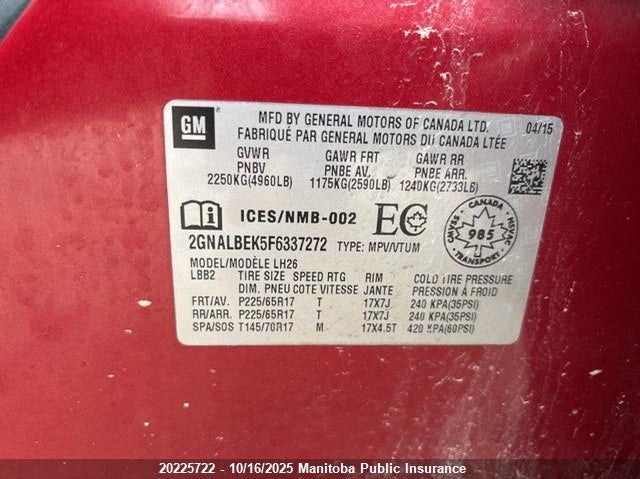 GM
MFD BY GENERAL MOTORS OF CANADA LTD. 04/15
FABRIQUÉ PAR GENERAL MOTORS DU CANADA LTÉE
GVWR GAWR FRT GAWR RR
PNBV PNBE AV. PNBE ARR.
2250KG(4960LB) 1175KG(2590LB) 1240KG(2733LB)
ICES/NMB-002 EC
CANADA
CMVSS 985 NSVAC
TRANSPORT
2GNALBEK5F6337272 TYPE: MPV/VTUM
MODEL/MODÈLE LH26
LBB2 TIRE SIZE SPEED RTG RIM COLD TIRE PRESSURE
DIM. PNEU COTE VITESSE JANTE PRESSION À FROID
FRT/AV. P225/65R17 T 17X7J 240 KPA(35PSI)
RR/ARR. P225/65R17 T 17X7J 240 KPA(35PSI)
SPA/SOS T145/70R17 M 17X4.5T 420 KPA(60PSI)
20225722 - 10/16/2025 Manitoba Public Insurance